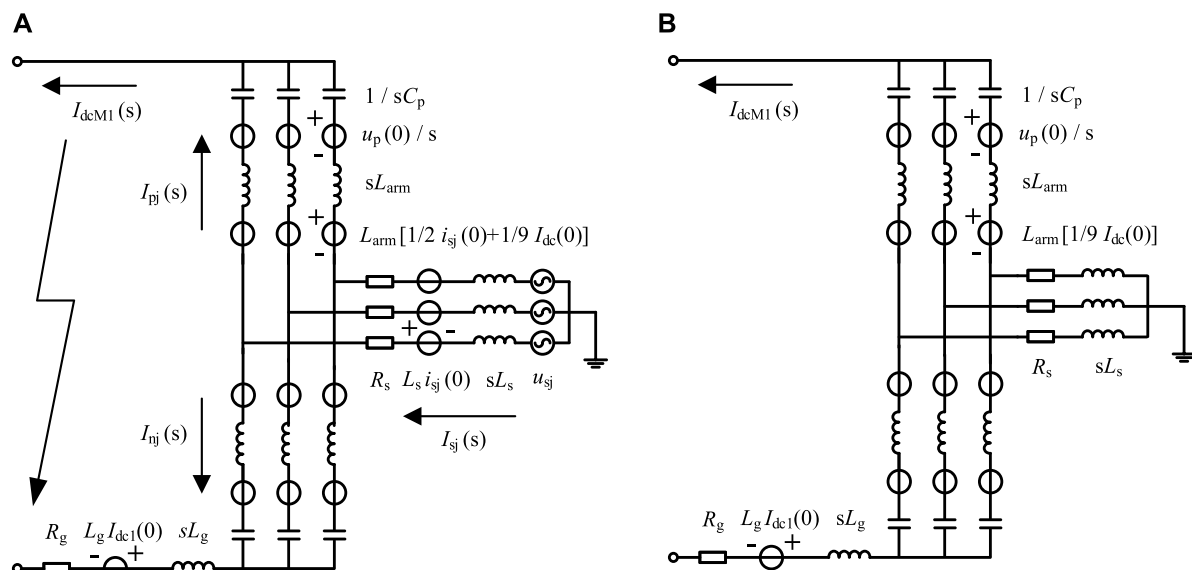 A
I_dcM1(s)
1 / sC_p
+
u_p(0) / s
-
I_pj(s)
sL_arm
+
L_arm[1/2 i_sj(0)+1/9 I_dc(0)]
-
+ -
R_s L_s i_sj(0) sL_s u_sj
I_sj(s)
I_nj(s)
R_g L_g I_dc1(0) sL_g
- +
B
I_dcM1(s)
1 / sC_p
+
u_p(0) / s
-
sL_arm
+
L_arm[1/9 I_dc(0)]
-
R_s sL_s
R_g L_g I_dc1(0) sL_g
- +